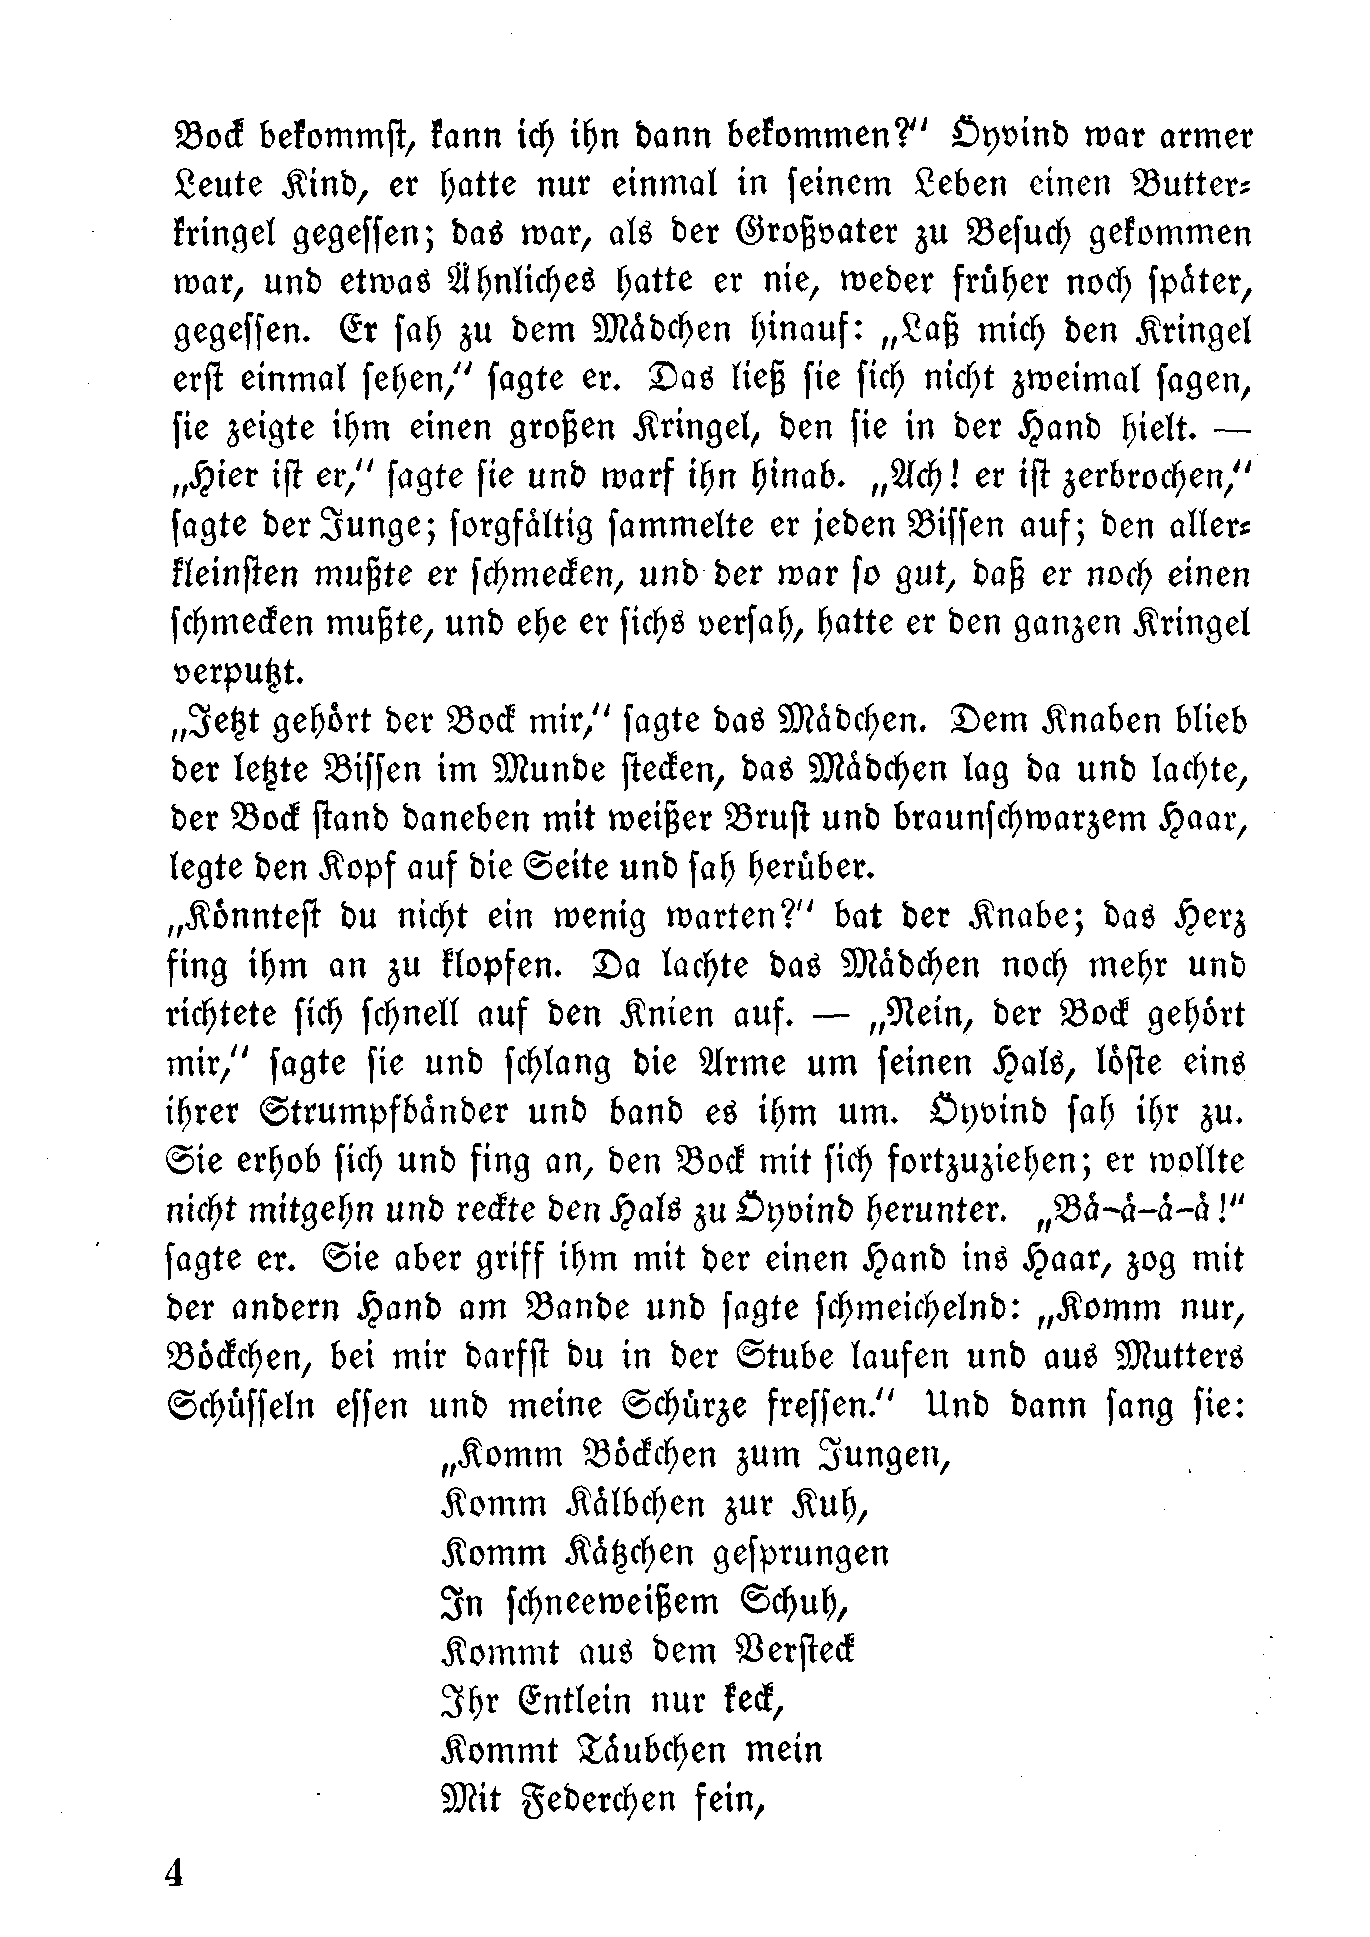 Bock bekommst, kann ich ihn dann bekommen?“ Öyvind war armer
Leute Kind, er hatte nur einmal in seinem Leben einen Butter-
kringel gegessen; das war, als der Großvater zu Besuch gekommen
war, und etwas Ähnliches hatte er nie, weder früher noch später,
gegessen. Er sah zu dem Mädchen hinauf: „Laß mich den Kringel
erst einmal sehen,“ sagte er. Das ließ sie sich nicht zweimal sagen,
sie zeigte ihm einen großen Kringel, den sie in der Hand hielt. —
„Hier ist er,“ sagte sie und warf ihn hinab. „Ach! er ist zerbrochen,“
sagte der Junge; sorgfältig sammelte er jeden Bissen auf; den aller-
kleinsten mußte er schmecken, und der war so gut, daß er noch einen
schmecken mußte, und ehe er sichs versah, hatte er den ganzen Kringel
verputzt.
„Jetzt gehört der Bock mir,“ sagte das Mädchen. Dem Knaben blieb
der letzte Bissen im Munde stecken, das Mädchen lag da und lachte,
der Bock stand daneben mit weißer Brust und braunschwarzem Haar,
legte den Kopf auf die Seite und sah herüber.
„Könntest du nicht ein wenig warten?“ bat der Knabe; das Herz
fing ihm an zu klopfen. Da lachte das Mädchen noch mehr und
richtete sich schnell auf den Knien auf. — „Nein, der Bock gehört
mir,“ sagte sie und schlang die Arme um seinen Hals, löste eins
ihrer Strumpfbänder und band es ihm um. Öyvind sah ihr zu.
Sie erhob sich und fing an, den Bock mit sich fortzuziehen; er wollte
nicht mitgehn und reckte den Hals zu Öyvind herunter. „Bä-ä-ä-ä!“
sagte er. Sie aber griff ihm mit der einen Hand ins Haar, zog mit
der andern Hand am Bande und sagte schmeichelnd: „Komm nur,
Böckchen, bei mir darfst du in der Stube laufen und aus Mutters
Schüsseln essen und meine Schürze fressen.“ Und dann sang sie:
„Komm Böckchen zum Jungen,
Komm Kälbchen zur Kuh,
Komm Kätzchen gesprungen
In schneeweißem Schuh,
Kommt aus dem Versteck
Ihr Entlein nur keck,
Kommt Täubchen mein
Mit Federchen fein,
4